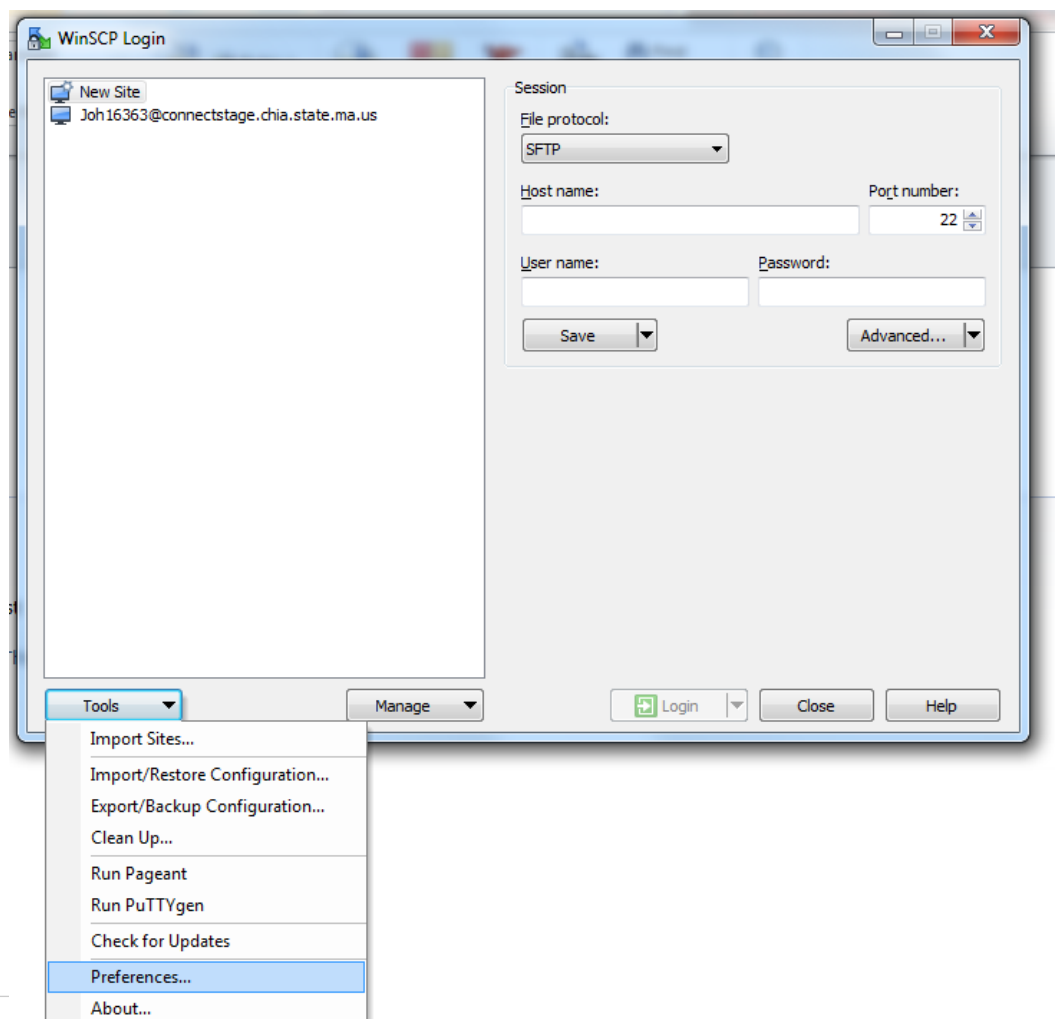 WinSCP Login
New Site
Joh16363@connectstage.chia.state.ma.us
Session
File protocol:
SFTP
Host name:
Port number:
22
User name:
Password:
Save
Advanced...
Tools
Manage
Login
Close
Help
Import Sites...
Import/Restore Configuration...
Export/Backup Configuration...
Clean Up...
Run Pageant
Run PuTTYgen
Check for Updates
Preferences...
About...